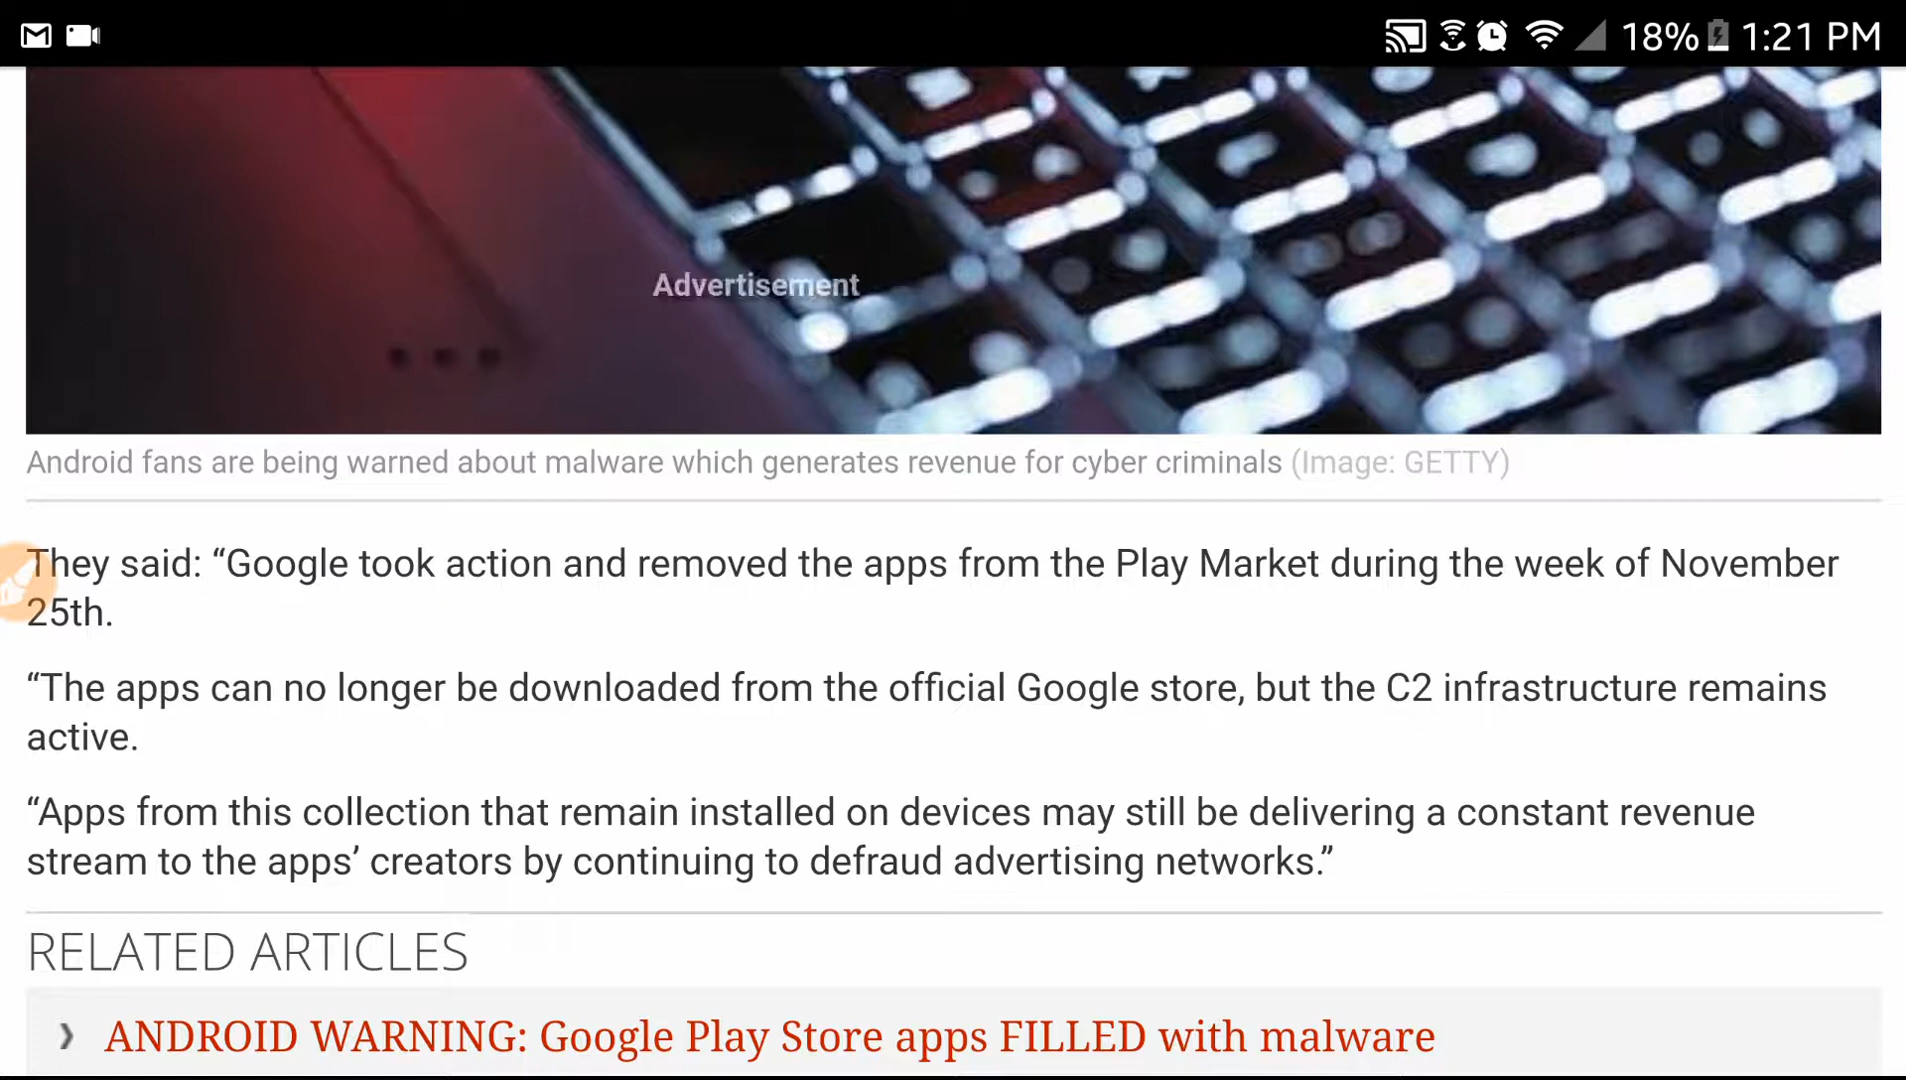 18% 1:21 PM
Advertisement
Android fans are being warned about malware which generates revenue for cyber criminals (Image: GETTY)
They said: “Google took action and removed the apps from the Play Market during the week of November
25th.
“The apps can no longer be downloaded from the official Google store, but the C2 infrastructure remains
active.
“Apps from this collection that remain installed on devices may still be delivering a constant revenue
stream to the apps’ creators by continuing to defraud advertising networks.”
RELATED ARTICLES
ANDROID WARNING: Google Play Store apps FILLED with malware